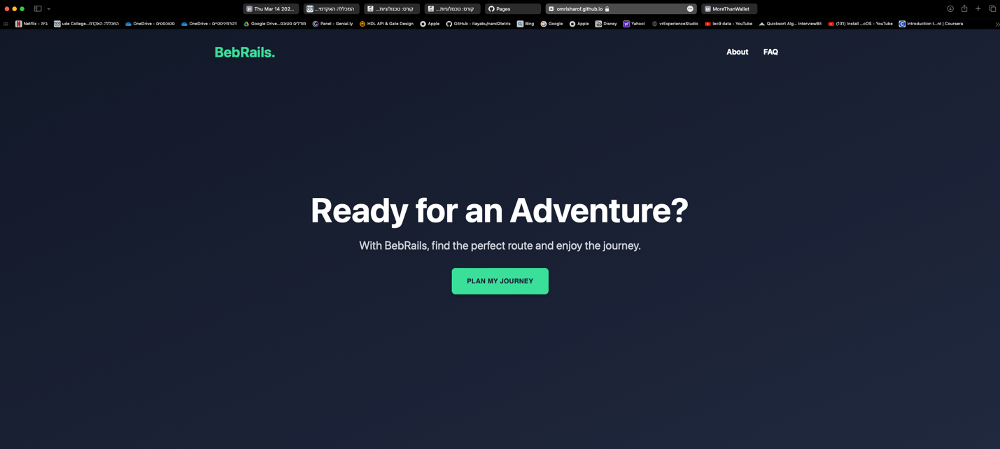 Thu Mar 14 202...
המכללה האקדמי...
קורס: טכנולוגיות...
קורס: טכנולוגיות...
Pages
omrisharof.github.io
MoreThanWallet
Netflix - בית
ude College...המכללה האקדמ
OneDrive - סטוכסטים
OneDrive - דטרמיניסטיים
Google Drive...מודלים סטוכס
Panel - Genial.ly
HDL API & Gate Design
Apple
GitHub - itayabu/nand2tetris
Bing
Google
Apple
Disney
Yahoo!
vrExperienceStudio
lec9 data - YouTube
Quicksort Alg... InterviewBit
(131) Install ...cOS - YouTube
Introduction t...nt | Coursera
BebRails.
About
FAQ
Ready for an Adventure?
With BebRails, find the perfect route and enjoy the journey.
PLAN MY JOURNEY